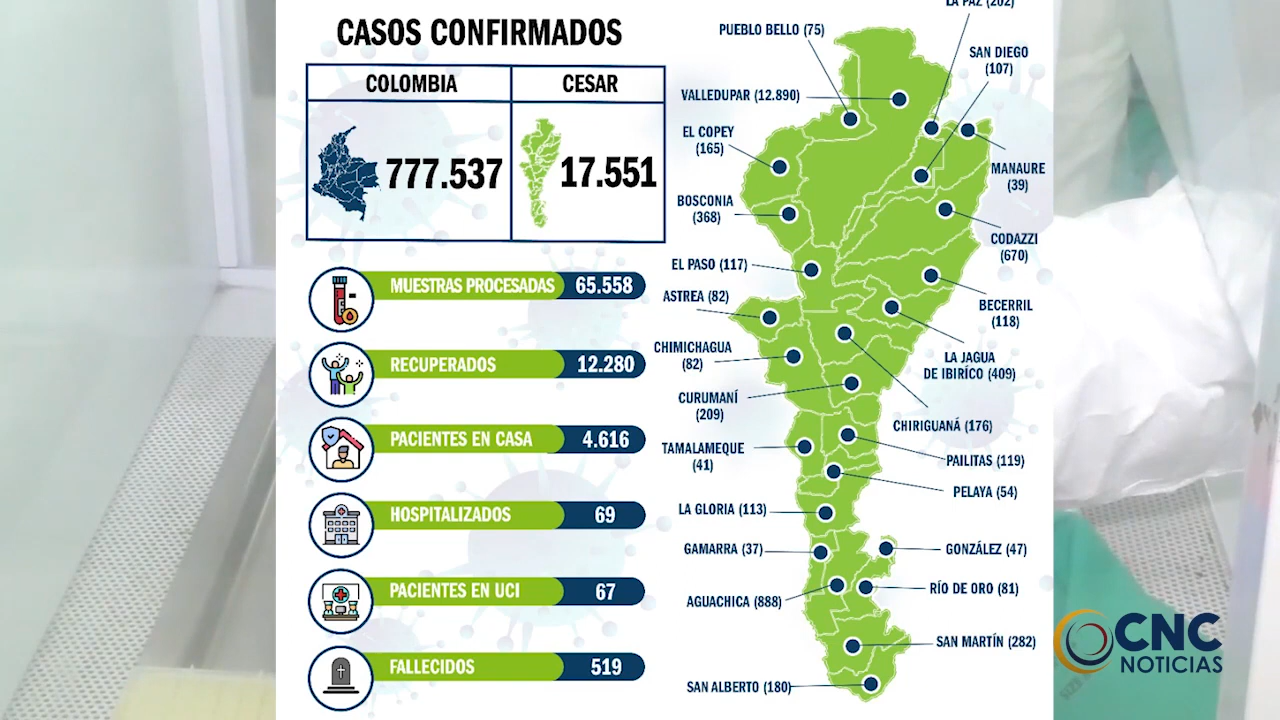 CASOS CONFIRMADOS
COLOMBIA
CESAR
777.537
17.551
MUESTRAS PROCESADAS 65.558
RECUPERADOS 12.280
PACIENTES EN CASA 4.616
HOSPITALIZADOS 69
PACIENTES EN UCI 67
FALLECIDOS 519
LA PAZ (202)
PUEBLO BELLO (75)
SAN DIEGO
(107)
VALLEDUPAR (12.890)
EL COPEY
(165)
MANAURE
(39)
BOSCONIA
(368)
CODAZZI
(670)
EL PASO (117)
ASTREA (82)
BECERRIL
(118)
CHIMICHAGUA
(82)
LA JAGUA
DE IBIRÍCO (409)
CURUMANÍ
(209)
CHIRIGUANÁ (176)
TAMALAMEQUE
(41)
PAILITAS (119)
PELAYA (54)
LA GLORIA (113)
GAMARRA (37)
GONZÁLEZ (47)
AGUACHICA (888)
RÍO DE ORO (81)
SAN MARTÍN (282)
SAN ALBERTO (180)
CNC
NOTICIAS